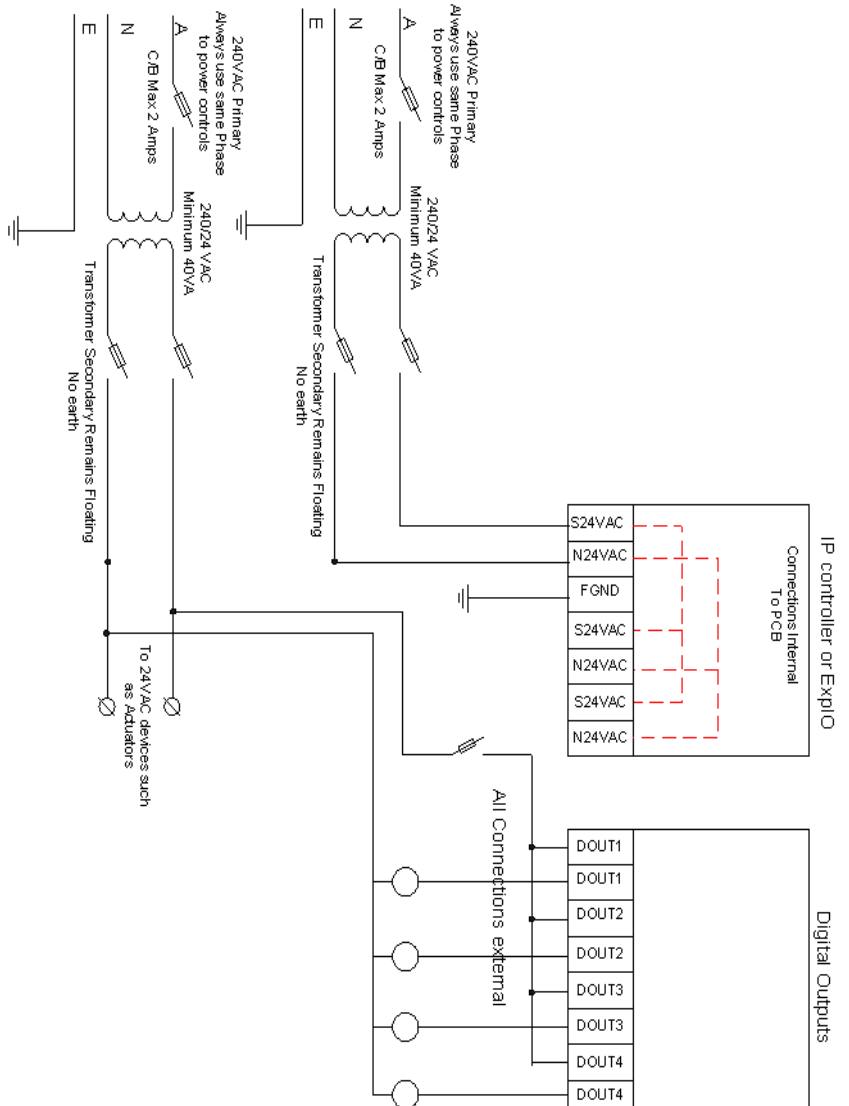 240VAC Primary
Always use same Phase
to power controls
A
C/B Max 2 Amps
N
E
240/24 VAC
Minimum 40VA
Transformer Secondary Remains Floating
No earth
240VAC Primary
Always use same Phase
to power controls
A
C/B Max 2 Amps
N
E
240/24 VAC
Minimum 40VA
Transformer Secondary Remains Floating
No earth
To 24VAC devices such
as Actuators
IP controller or ExpIO
Connections Internal
To PCB
S24VAC
N24VAC
FGND
S24VAC
N24VAC
S24VAC
N24VAC
All Connections external
Digital Outputs
DOUT1
DOUT1
DOUT2
DOUT2
DOUT3
DOUT3
DOUT4
DOUT4